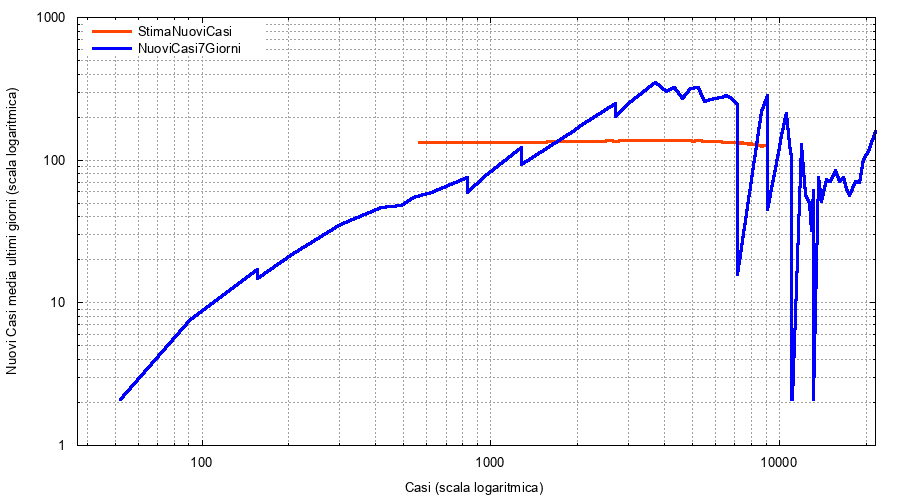 StimaNuoviCasi
NuoviCasi7Giorni
1000
100
10
1
Nuovi Casi media ultimi giorni (scala logaritmica)
100
1000
10000
Casi (scala logaritmica)